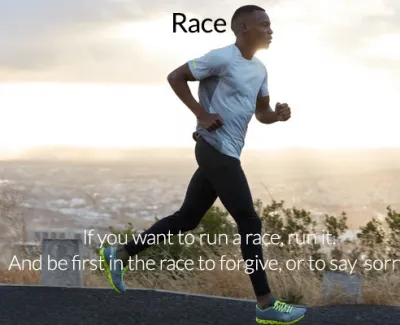 Race
If you want to run a race, run it.
And be first in the race to forgive, or to say 'sorr